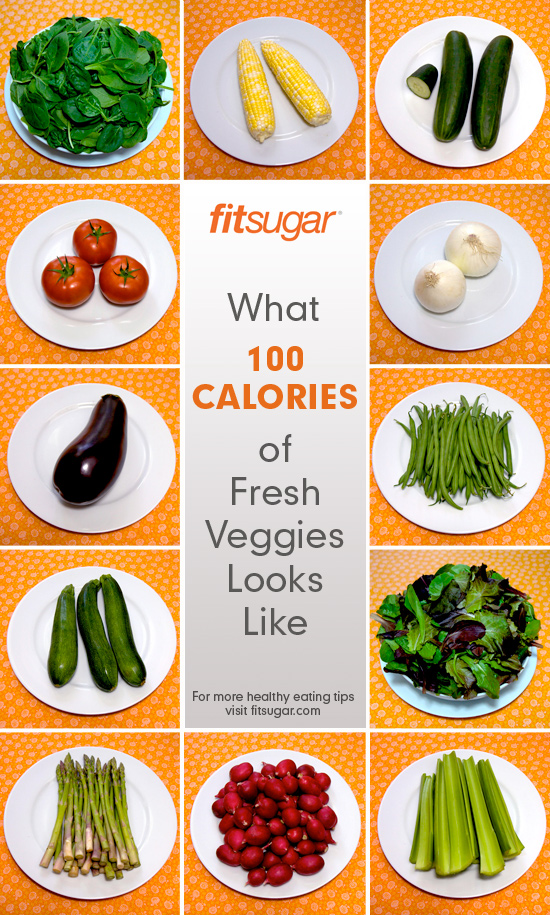 fitsugar®
What
100
CALORIES
of
Fresh
Veggies
Looks
Like
For more healthy eating tips
visit fitsugar.com